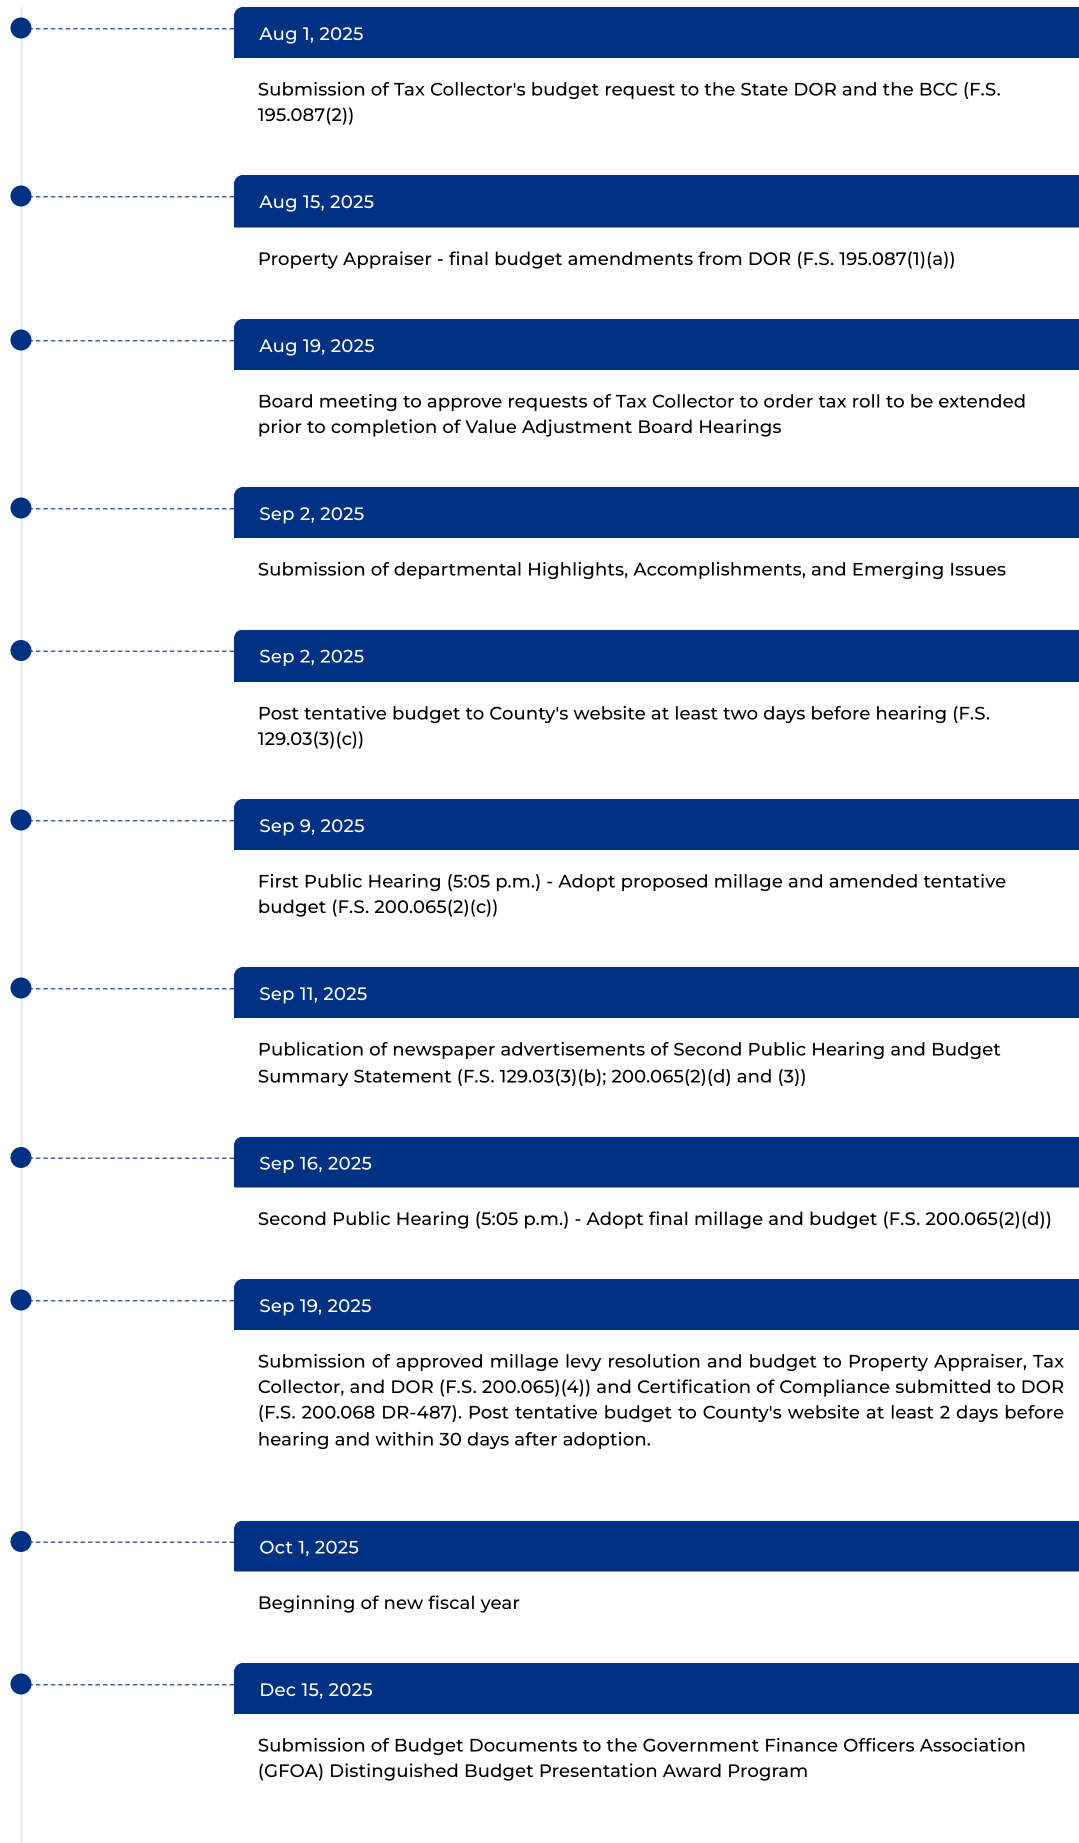 Aug 1, 2025
Submission of Tax Collector's budget request to the State DOR and the BCC (F.S.
195.087(2))
Aug 15, 2025
Property Appraiser - final budget amendments from DOR (F.S. 195.087(1)(a))
Aug 19, 2025
Board meeting to approve requests of Tax Collector to order tax roll to be extended
prior to completion of Value Adjustment Board Hearings
Sep 2, 2025
Submission of departmental Highlights, Accomplishments, and Emerging Issues
Sep 2, 2025
Post tentative budget to County's website at least two days before hearing (F.S.
129.03(3)(c))
Sep 9, 2025
First Public Hearing (5:05 p.m.) - Adopt proposed millage and amended tentative
budget (F.S. 200.065(2)(c))
Sep 11, 2025
Publication of newspaper advertisements of Second Public Hearing and Budget
Summary Statement (F.S. 129.03(3)(b); 200.065(2)(d) and (3))
Sep 16, 2025
Second Public Hearing (5:05 p.m.) - Adopt final millage and budget (F.S. 200.065(2)(d))
Sep 19, 2025
Submission of approved millage levy resolution and budget to Property Appraiser, Tax
Collector, and DOR (F.S. 200.065)(4)) and Certification of Compliance submitted to DOR
(F.S. 200.068 DR-487). Post tentative budget to County's website at least 2 days before
hearing and within 30 days after adoption.
Oct 1, 2025
Beginning of new fiscal year
Dec 15, 2025
Submission of Budget Documents to the Government Finance Officers Association
(GFOA) Distinguished Budget Presentation Award Program